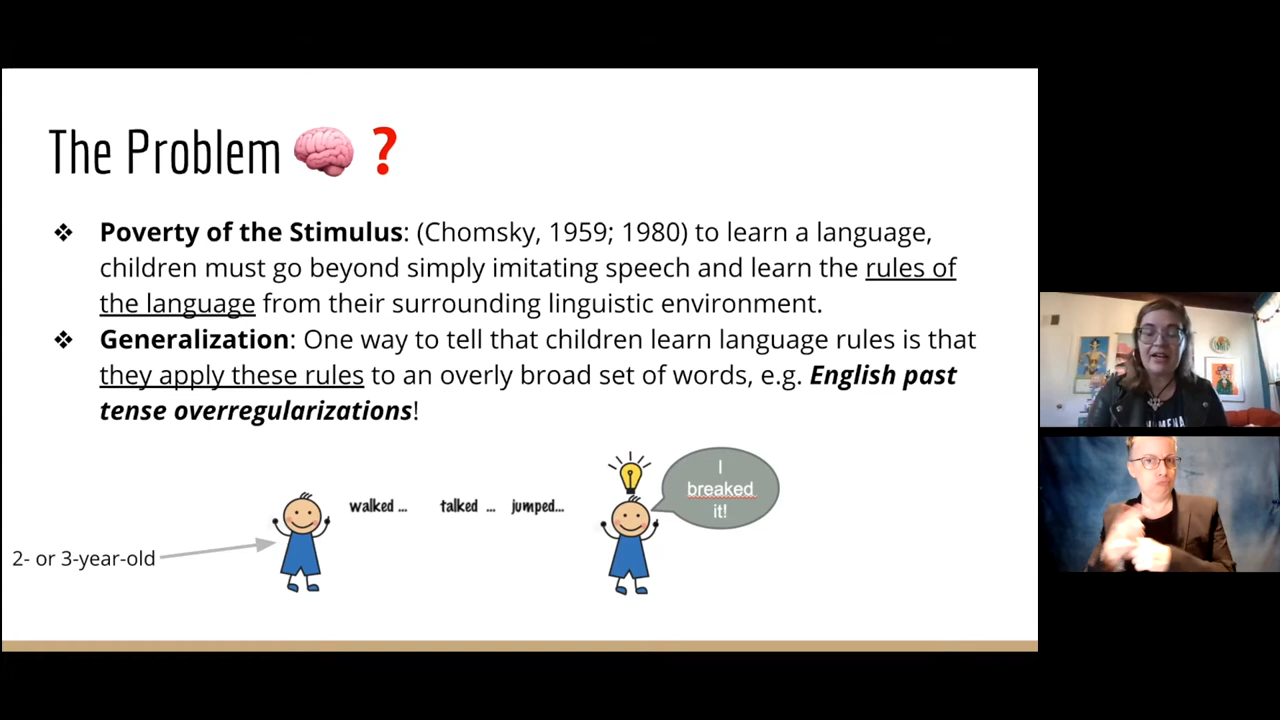 The Problem 🧠❓
❖ Poverty of the Stimulus: (Chomsky, 1959; 1980) to learn a language,
children must go beyond simply imitating speech and learn the rules of
the language from their surrounding linguistic environment.
❖ Generalization: One way to tell that children learn language rules is that
they apply these rules to an overly broad set of words, e.g. English past
tense overregularizations!
I
breaked
it!
walked ... talked ... jumped...
2- or 3-year-old